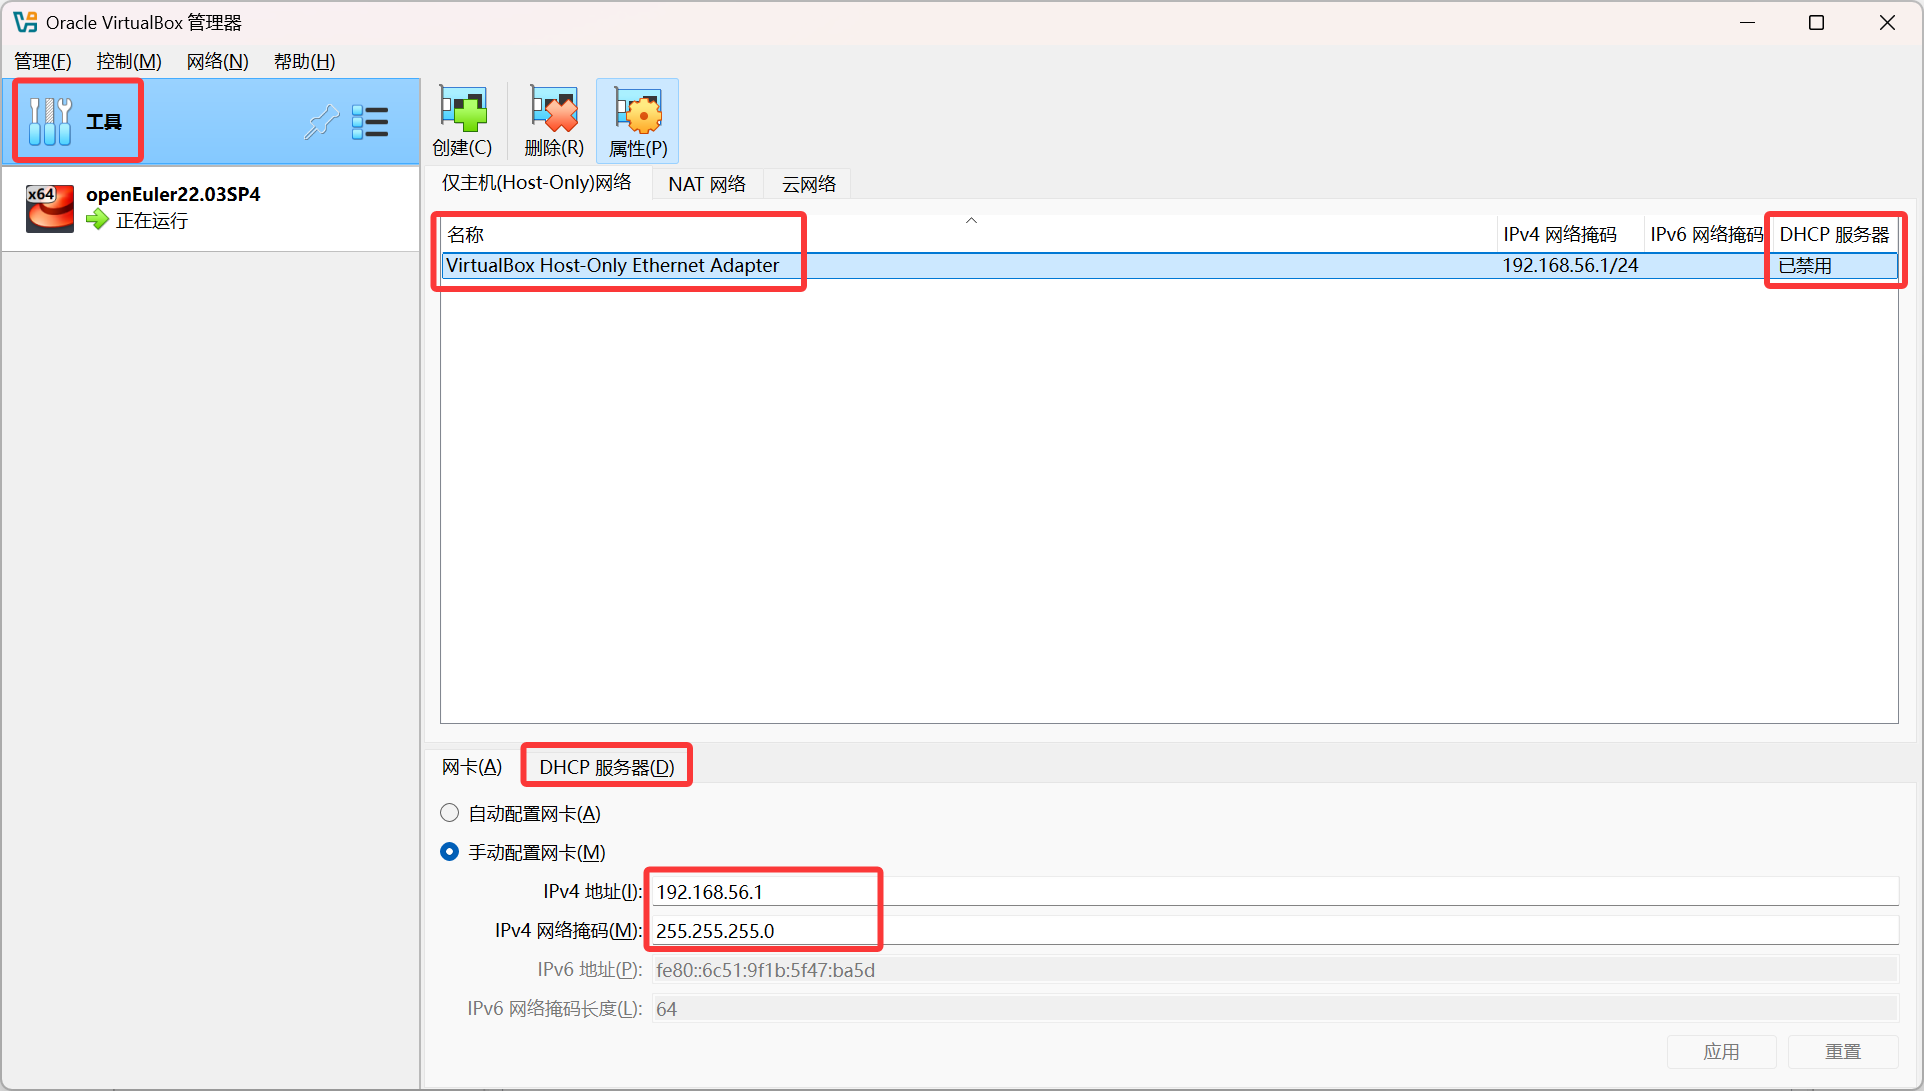 Oracle VirtualBox 管理器
管理(F) 控制(M) 网络(N) 帮助(H)
工具
创建(C) 删除(R) 属性(P)
x64
openEuler22.03SP4
正在运行
仅主机(Host-Only)网络 NAT 网络 云网络
名称 IPv4 网络掩码 IPv6 网络掩码 DHCP 服务器
VirtualBox Host-Only Ethernet Adapter 192.168.56.1/24 已禁用
网卡(A) DHCP 服务器(D)
自动配置网卡(A)
手动配置网卡(M)
IPv4 地址(I): 192.168.56.1
IPv4 网络掩码(M): 255.255.255.0
IPv6 地址(P): fe80::6c51:9f1b:5f47:ba5d
IPv6 网络掩码长度(L): 64
应用 重置